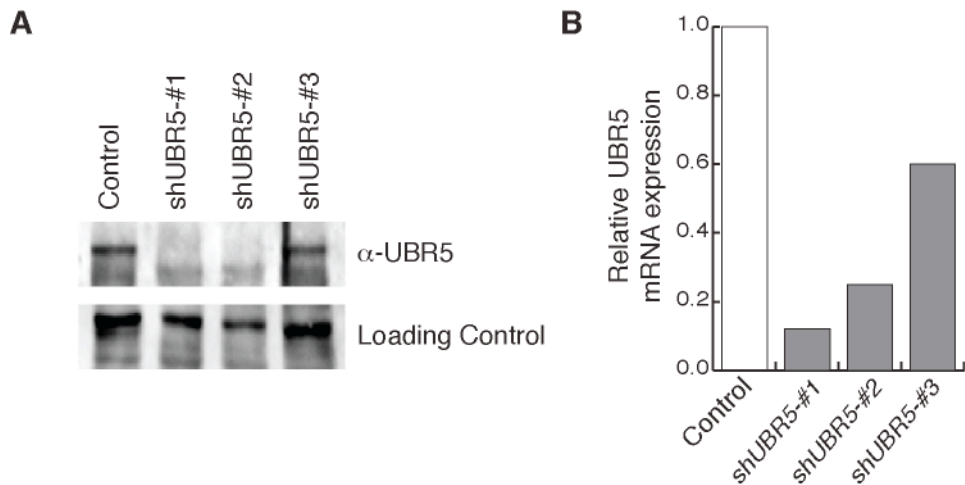 A
Control
shUBR5-#1
shUBR5-#2
shUBR5-#3
α-UBR5
Loading Control
B
Relative UBR5
mRNA expression
1.0
0.8
0.6
0.4
0.2
0.0
Control
shUBR5-#1
shUBR5-#2
shUBR5-#3